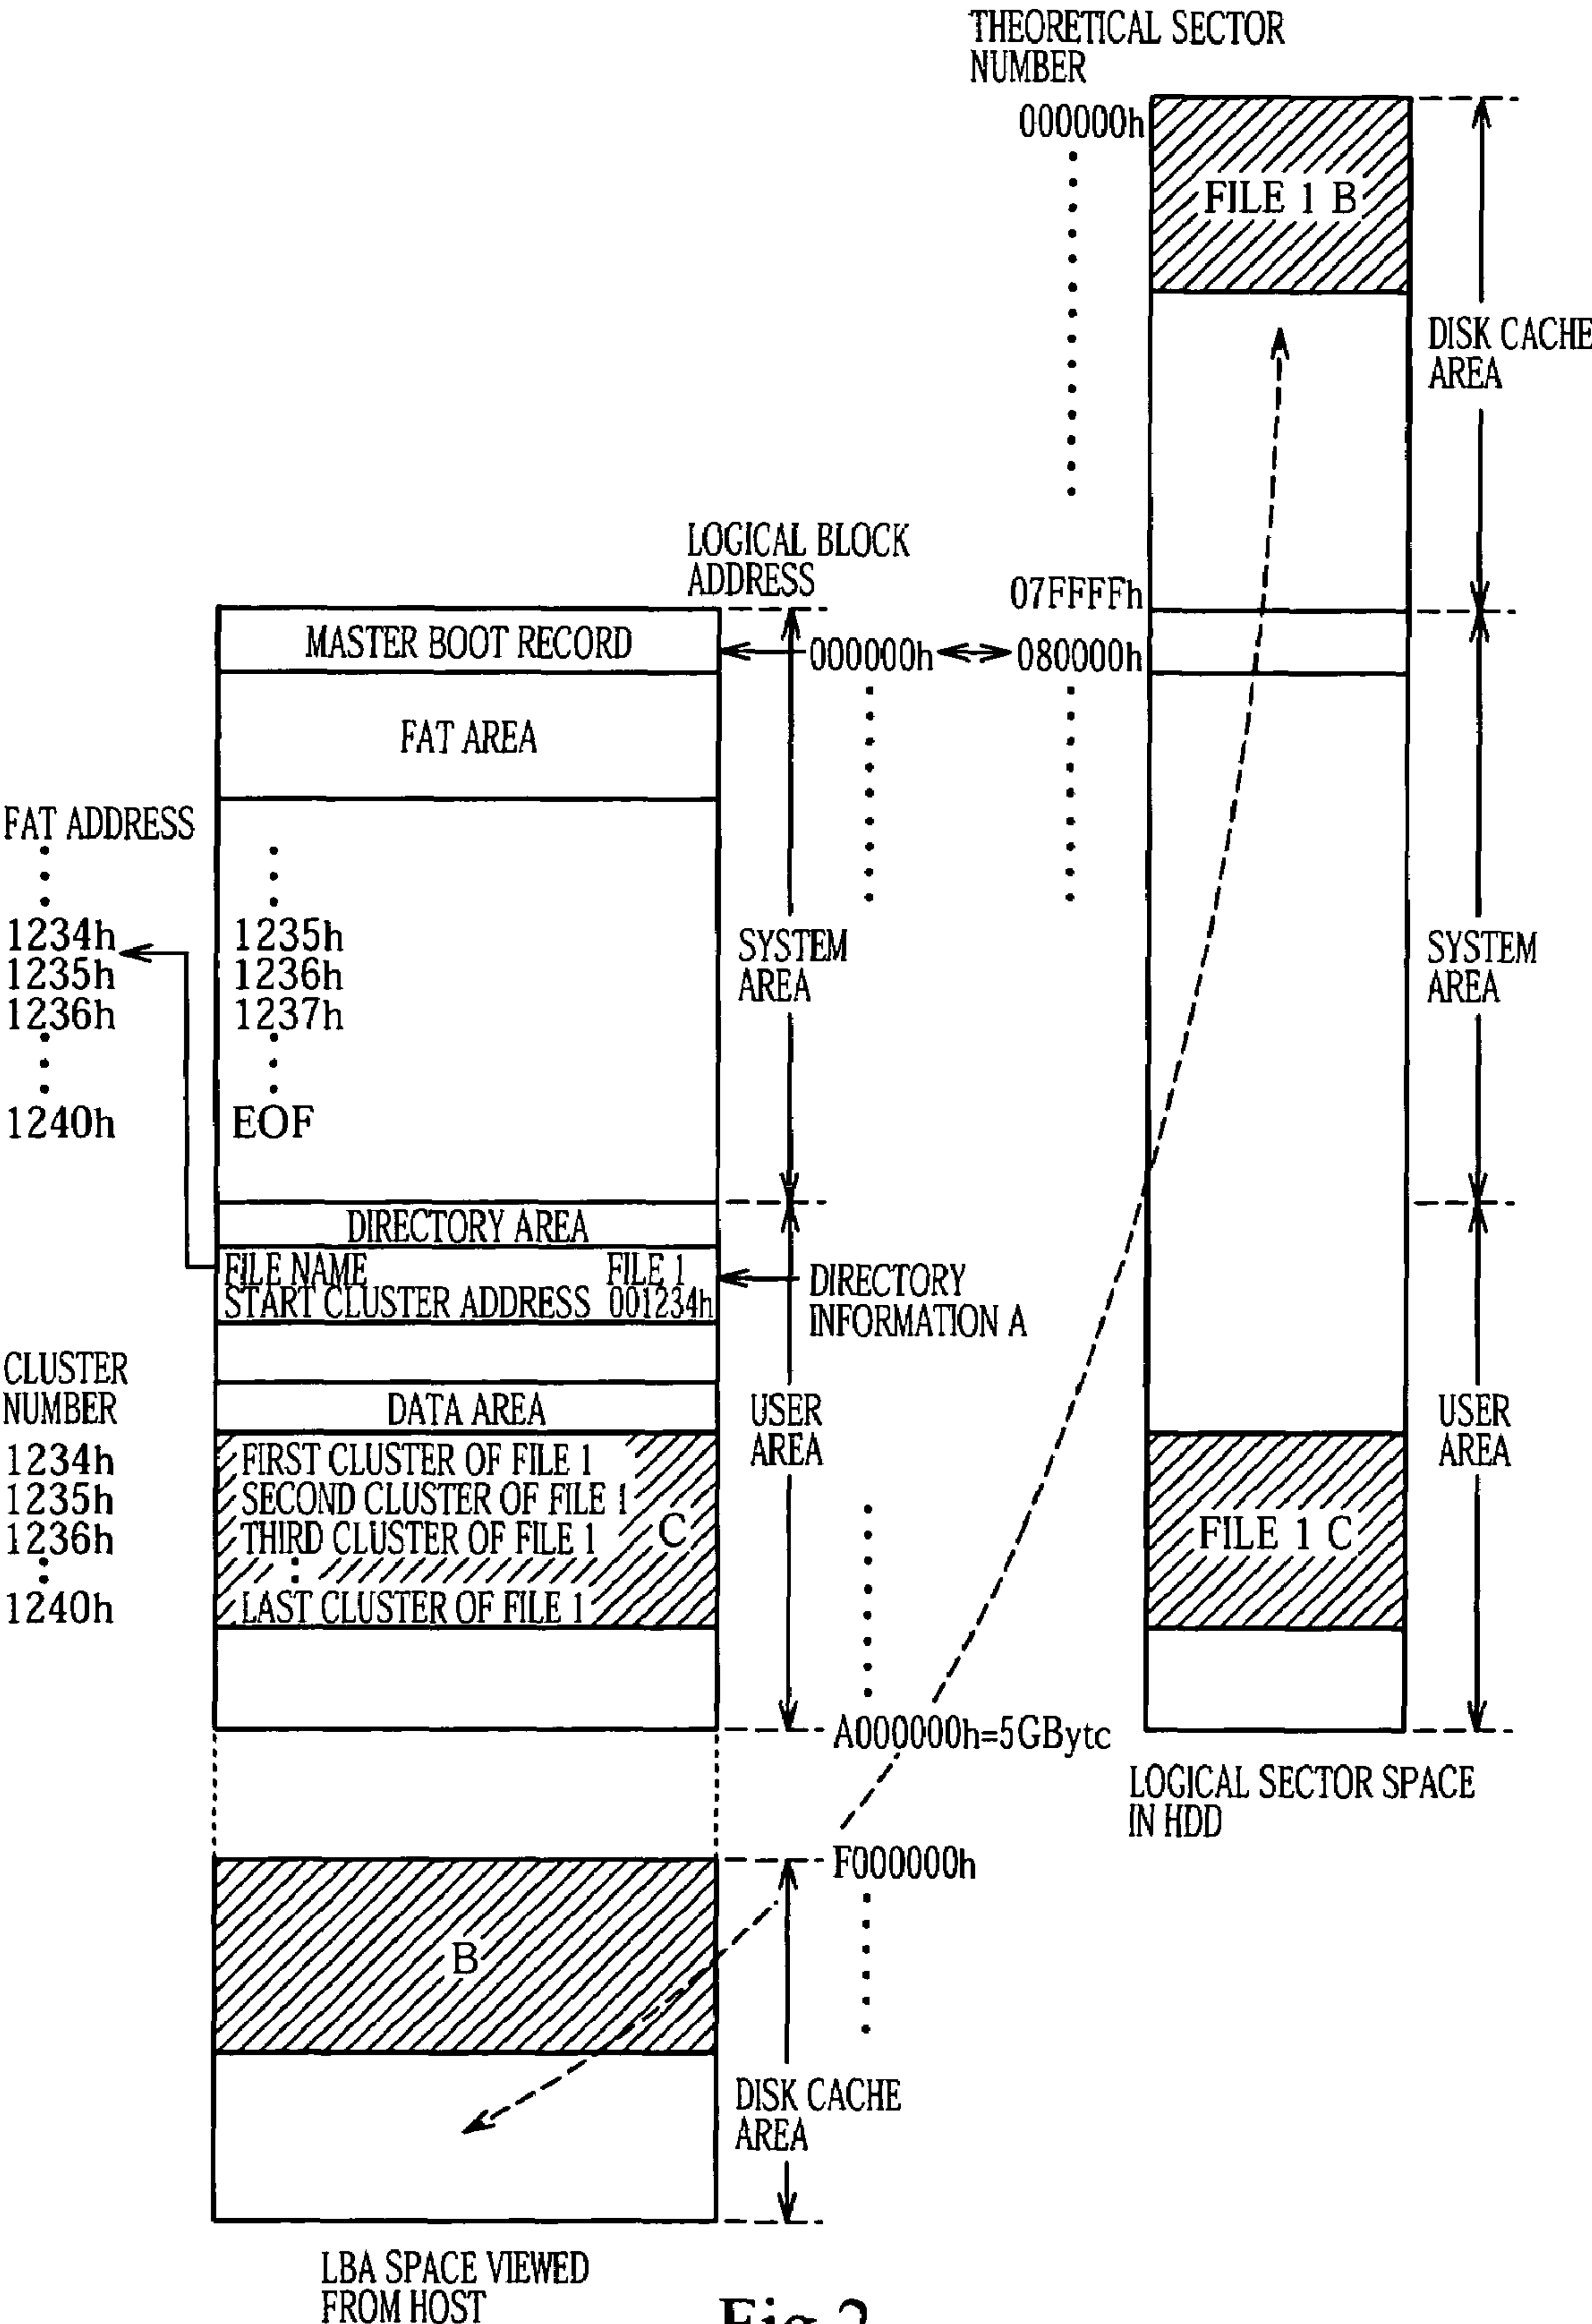 THEORETICAL SECTOR
NUMBER
000000h
FILE 1 B
DISK CACHE
AREA
LOGICAL BLOCK
ADDRESS
07FFFFh
MASTER BOOT RECORD
000000h
080000h
FAT AREA
FAT ADDRESS
1234h
1235h
1235h
1236h
1236h
1237h
1240h
EOF
SYSTEM
AREA
SYSTEM
AREA
DIRECTORY AREA
FILE NAME FILE 1
START CLUSTER ADDRESS 001234h
DIRECTORY
INFORMATION A
CLUSTER
NUMBER
DATA AREA
USER
AREA
USER
AREA
1234h
FIRST CLUSTER OF FILE 1
1235h
SECOND CLUSTER OF FILE 1
1236h
THIRD CLUSTER OF FILE 1
C
1240h
LAST CLUSTER OF FILE 1
FILE 1 C
A000000h=5GBytc
LOGICAL SECTOR SPACE
IN HDD
F000000h
B
DISK CACHE
AREA
LBA SPACE VIEWED
FROM HOST
Fig.2